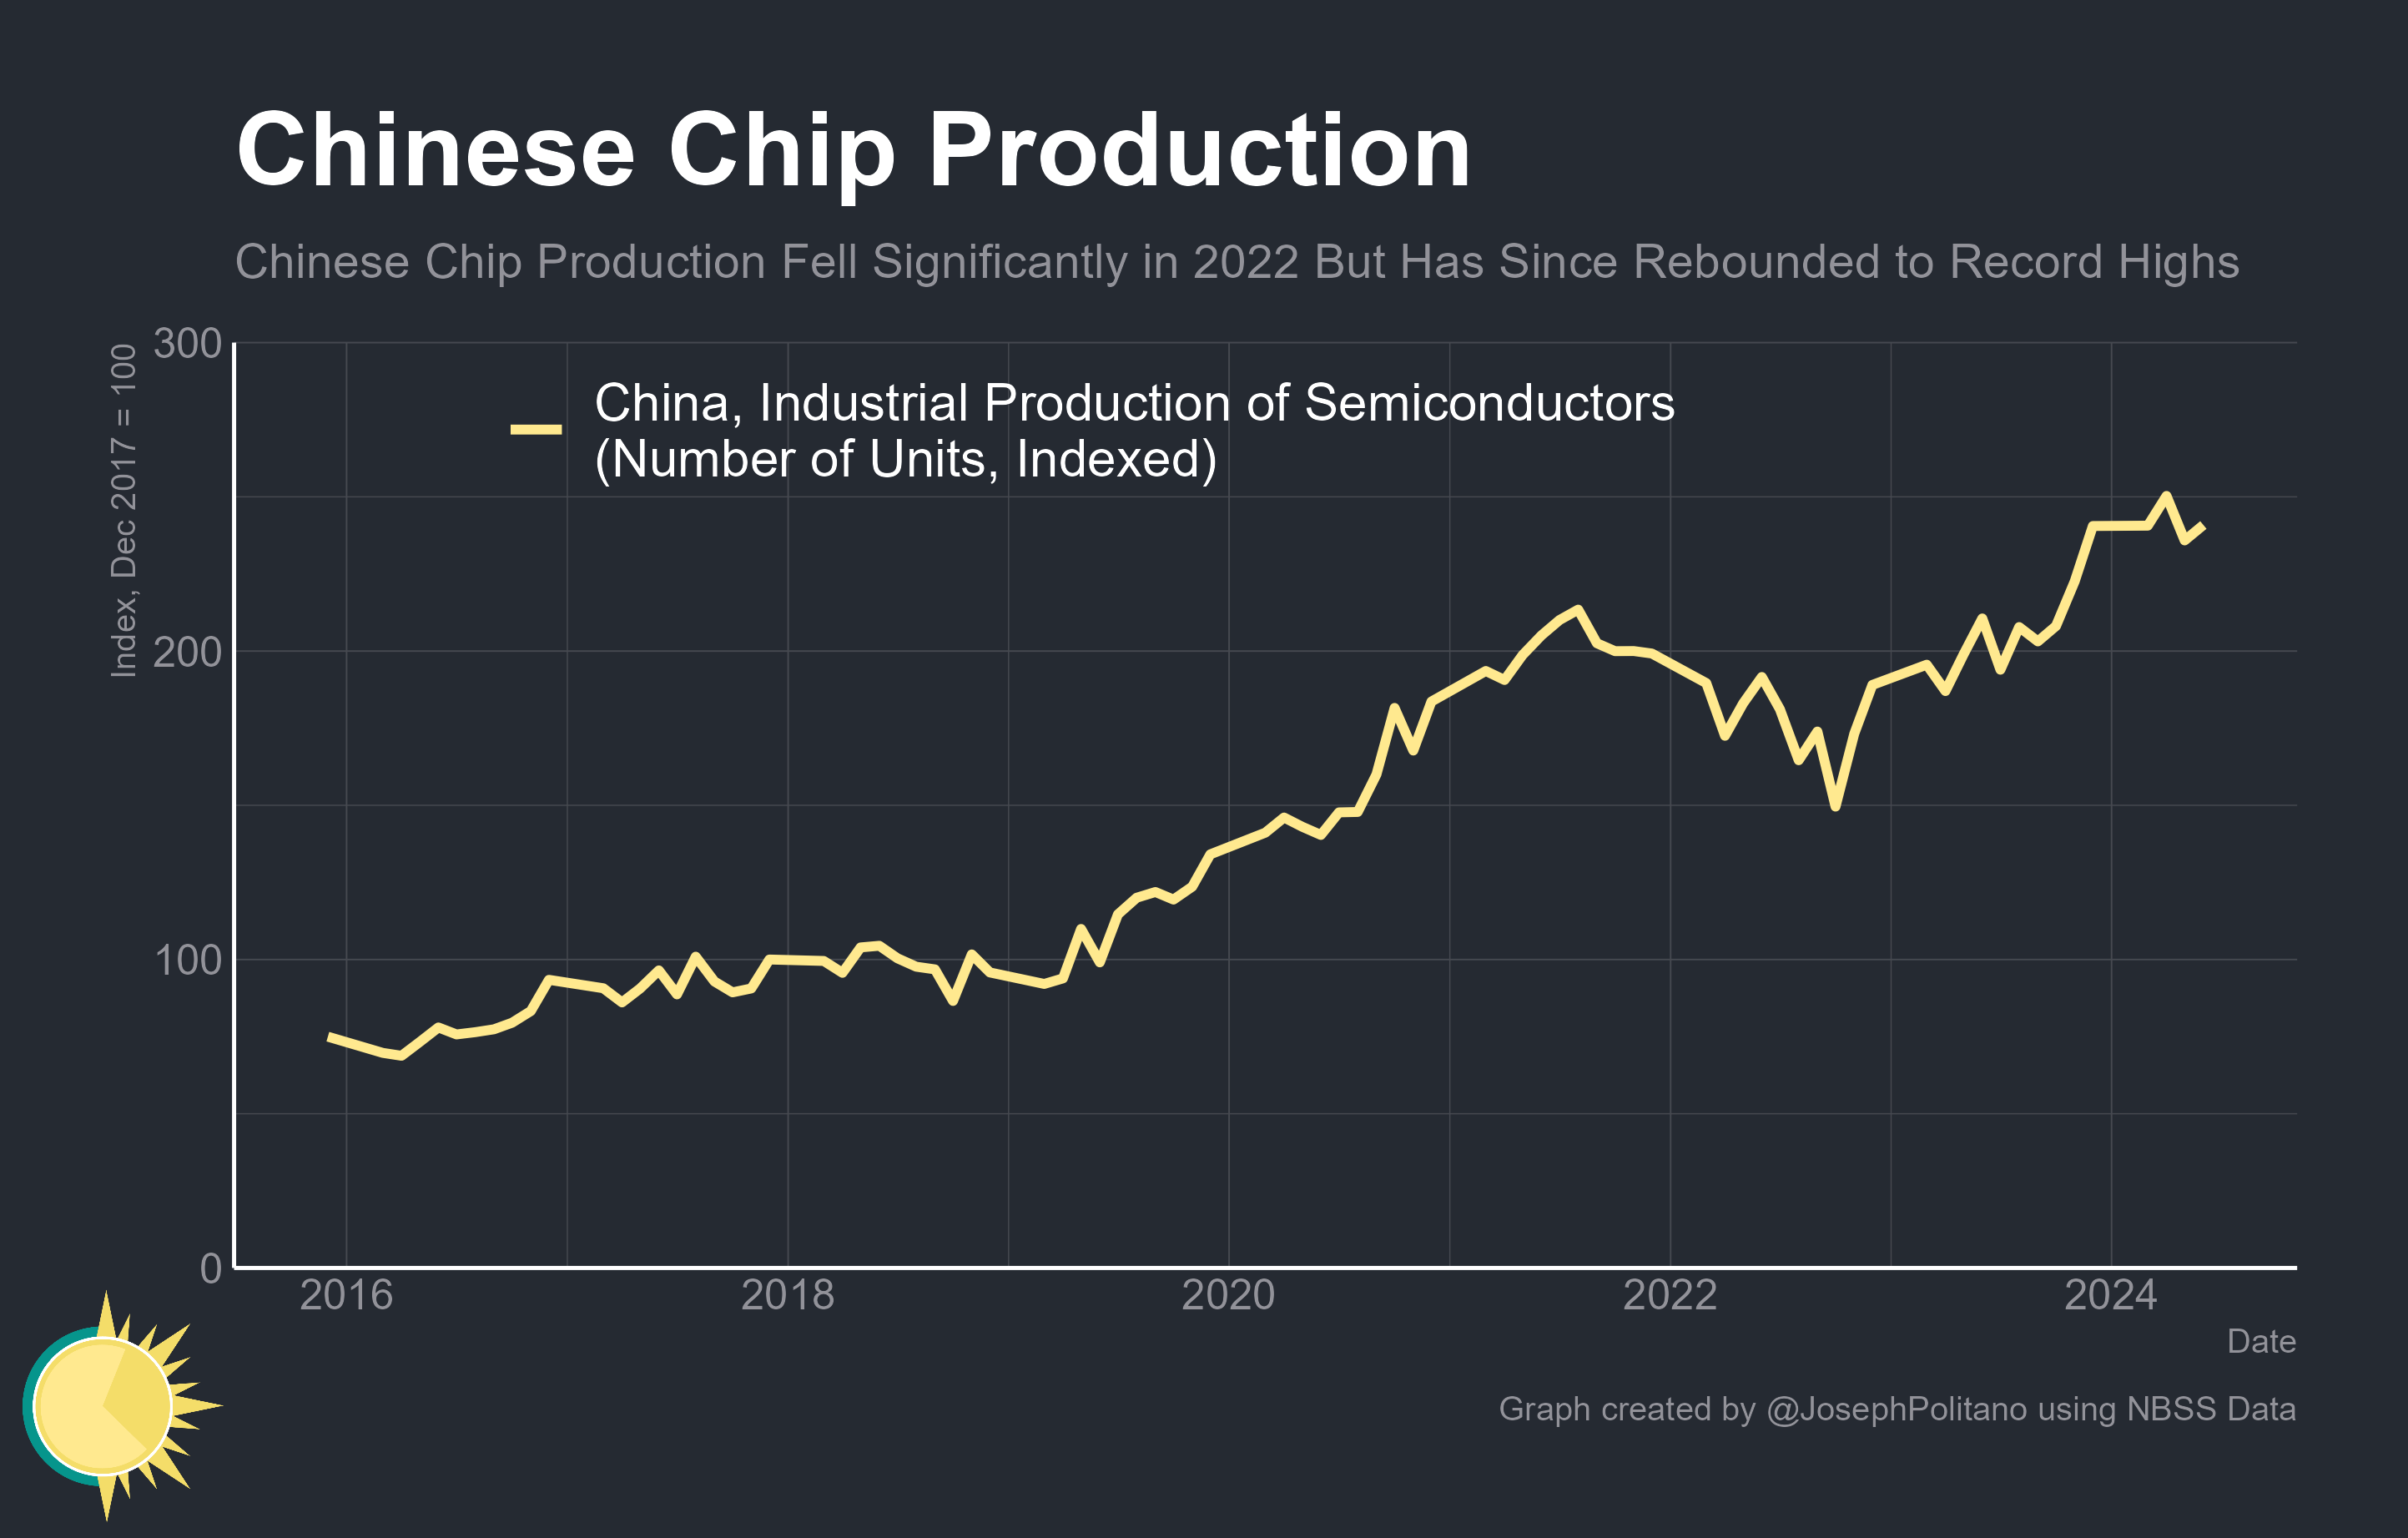 Chinese Chip Production
Chinese Chip Production Fell Significantly in 2022 But Has Since Rebounded to Record Highs
Index, Dec 2017 = 100
300
200
100
0
China, Industrial Production of Semiconductors
(Number of Units, Indexed)
2016 2018 2020 2022 2024
Date
Graph created by @JosephPolitano using NBSS Data